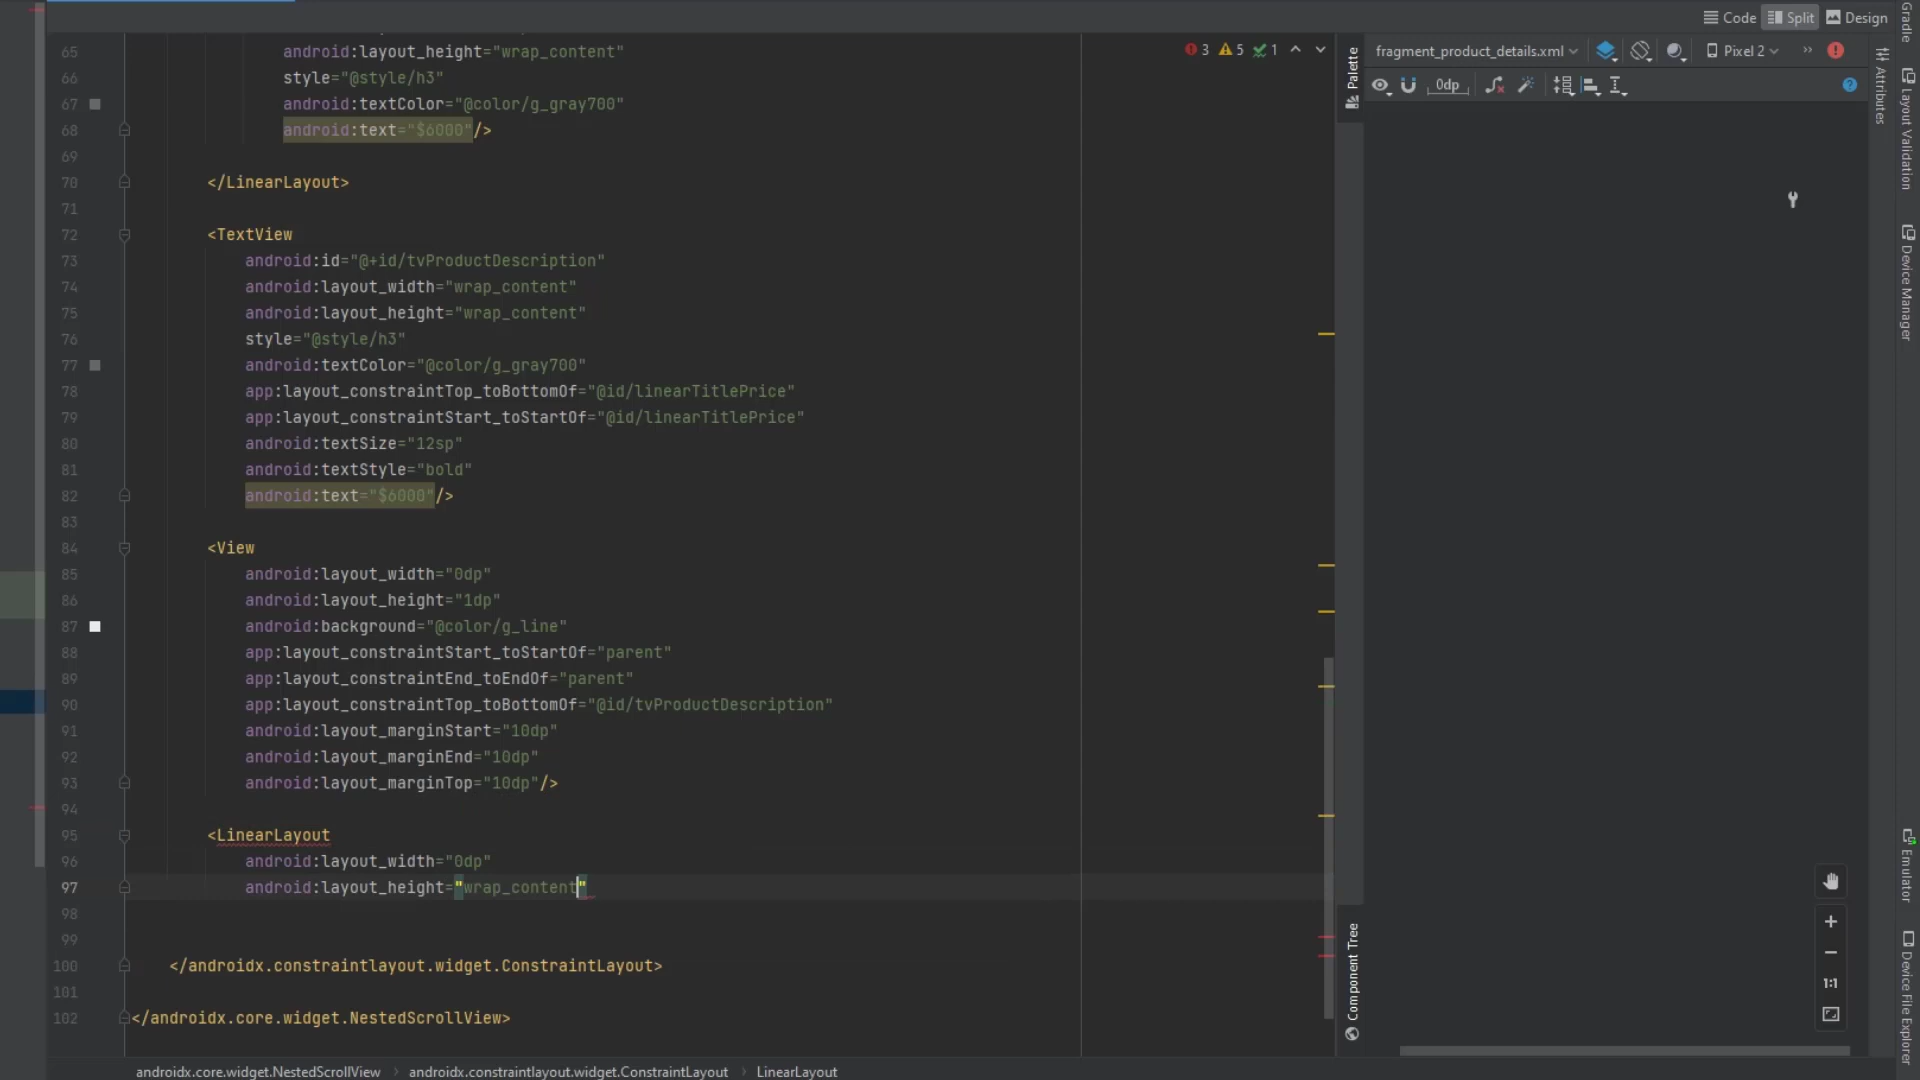 Code
Split
Design
65 android:layout_height="wrap_content"
66 style="@style/h3"
67 android:textColor="@color/g_gray700"
68 android:text="$6000"/>
69
70 </LinearLayout>
71
72 <TextView
73 android:id="@+id/tvProductDescription"
74 android:layout_width="wrap_content"
75 android:layout_height="wrap_content"
76 style="@style/h3"
77 android:textColor="@color/g_gray700"
78 app:layout_constraintTop_toBottomOf="@id/linearTitlePrice"
79 app:layout_constraintStart_toStartOf="@id/linearTitlePrice"
80 android:textSize="12sp"
81 android:textStyle="bold"
82 android:text="$6000"/>
83
84 <View
85 android:layout_width="0dp"
86 android:layout_height="1dp"
87 android:background="@color/g_line"
88 app:layout_constraintStart_toStartOf="parent"
89 app:layout_constraintEnd_toEndOf="parent"
90 app:layout_constraintTop_toBottomOf="@id/tvProductDescription"
91 android:layout_marginStart="10dp"
92 android:layout_marginEnd="10dp"
93 android:layout_marginTop="10dp"/>
94
95 <LinearLayout
96 android:layout_width="0dp"
97 android:layout_height="wrap_content"
98
99
100 </androidx.constraintlayout.widget.ConstraintLayout>
101
102 </androidx.core.widget.NestedScrollView>
3 5 1
Palette
Component Tree
fragment_product_details.xml
Pixel 2
0dp
1:1
Attributes
Gradle
Layout Validation
Device Manager
Emulator
Device File Explorer
androidx.core.widget.NestedScrollView
androidx.constraintlayout.widget.ConstraintLayout
LinearLayout